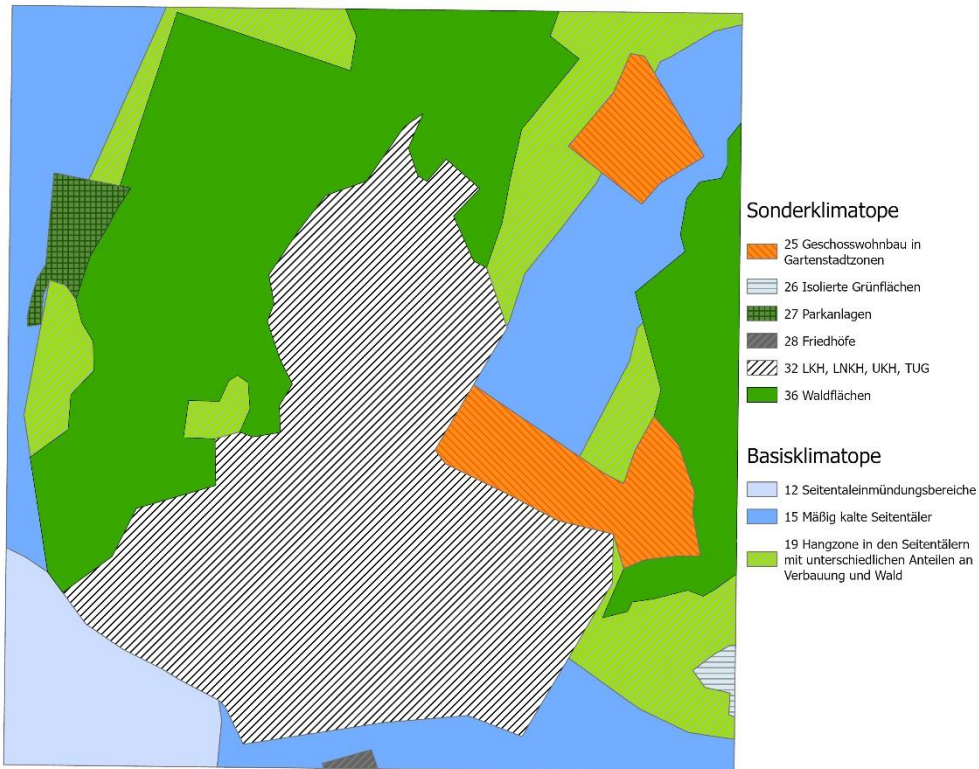 Sonderklimatope
25 Geschosswohnbau in
Gartenstadtzonen
26 Isolierte Grünflächen
27 Parkanlagen
28 Friedhöfe
32 LKH, LNKH, UKH, TUG
36 Waldflächen
Basisklimatope
12 Seitentaleinmündungsbereiche
15 Mäßig kalte Seitentäler
19 Hangzone in den Seitentälern
mit unterschiedlichen Anteilen an
Verbauung und Wald